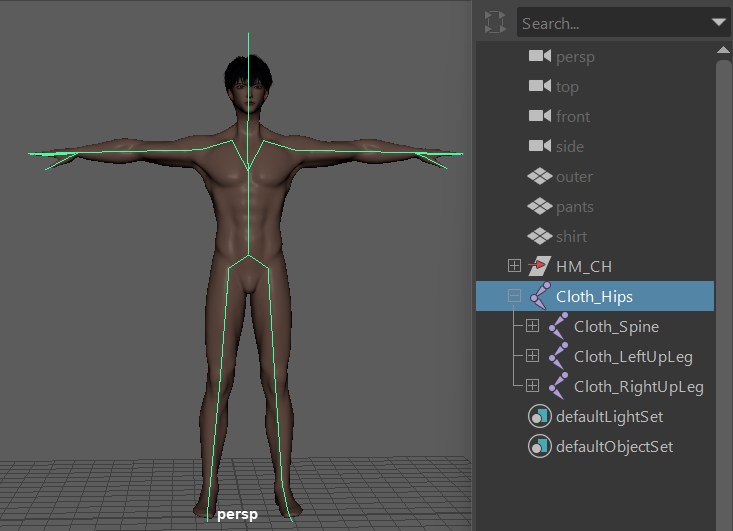 Search...
persp
top
front
side
outer
pants
shirt
HM_CH
Cloth_Hips
Cloth_Spine
Cloth_LeftUpLeg
Cloth_RightUpLeg
defaultLightSet
defaultObjectSet
persp